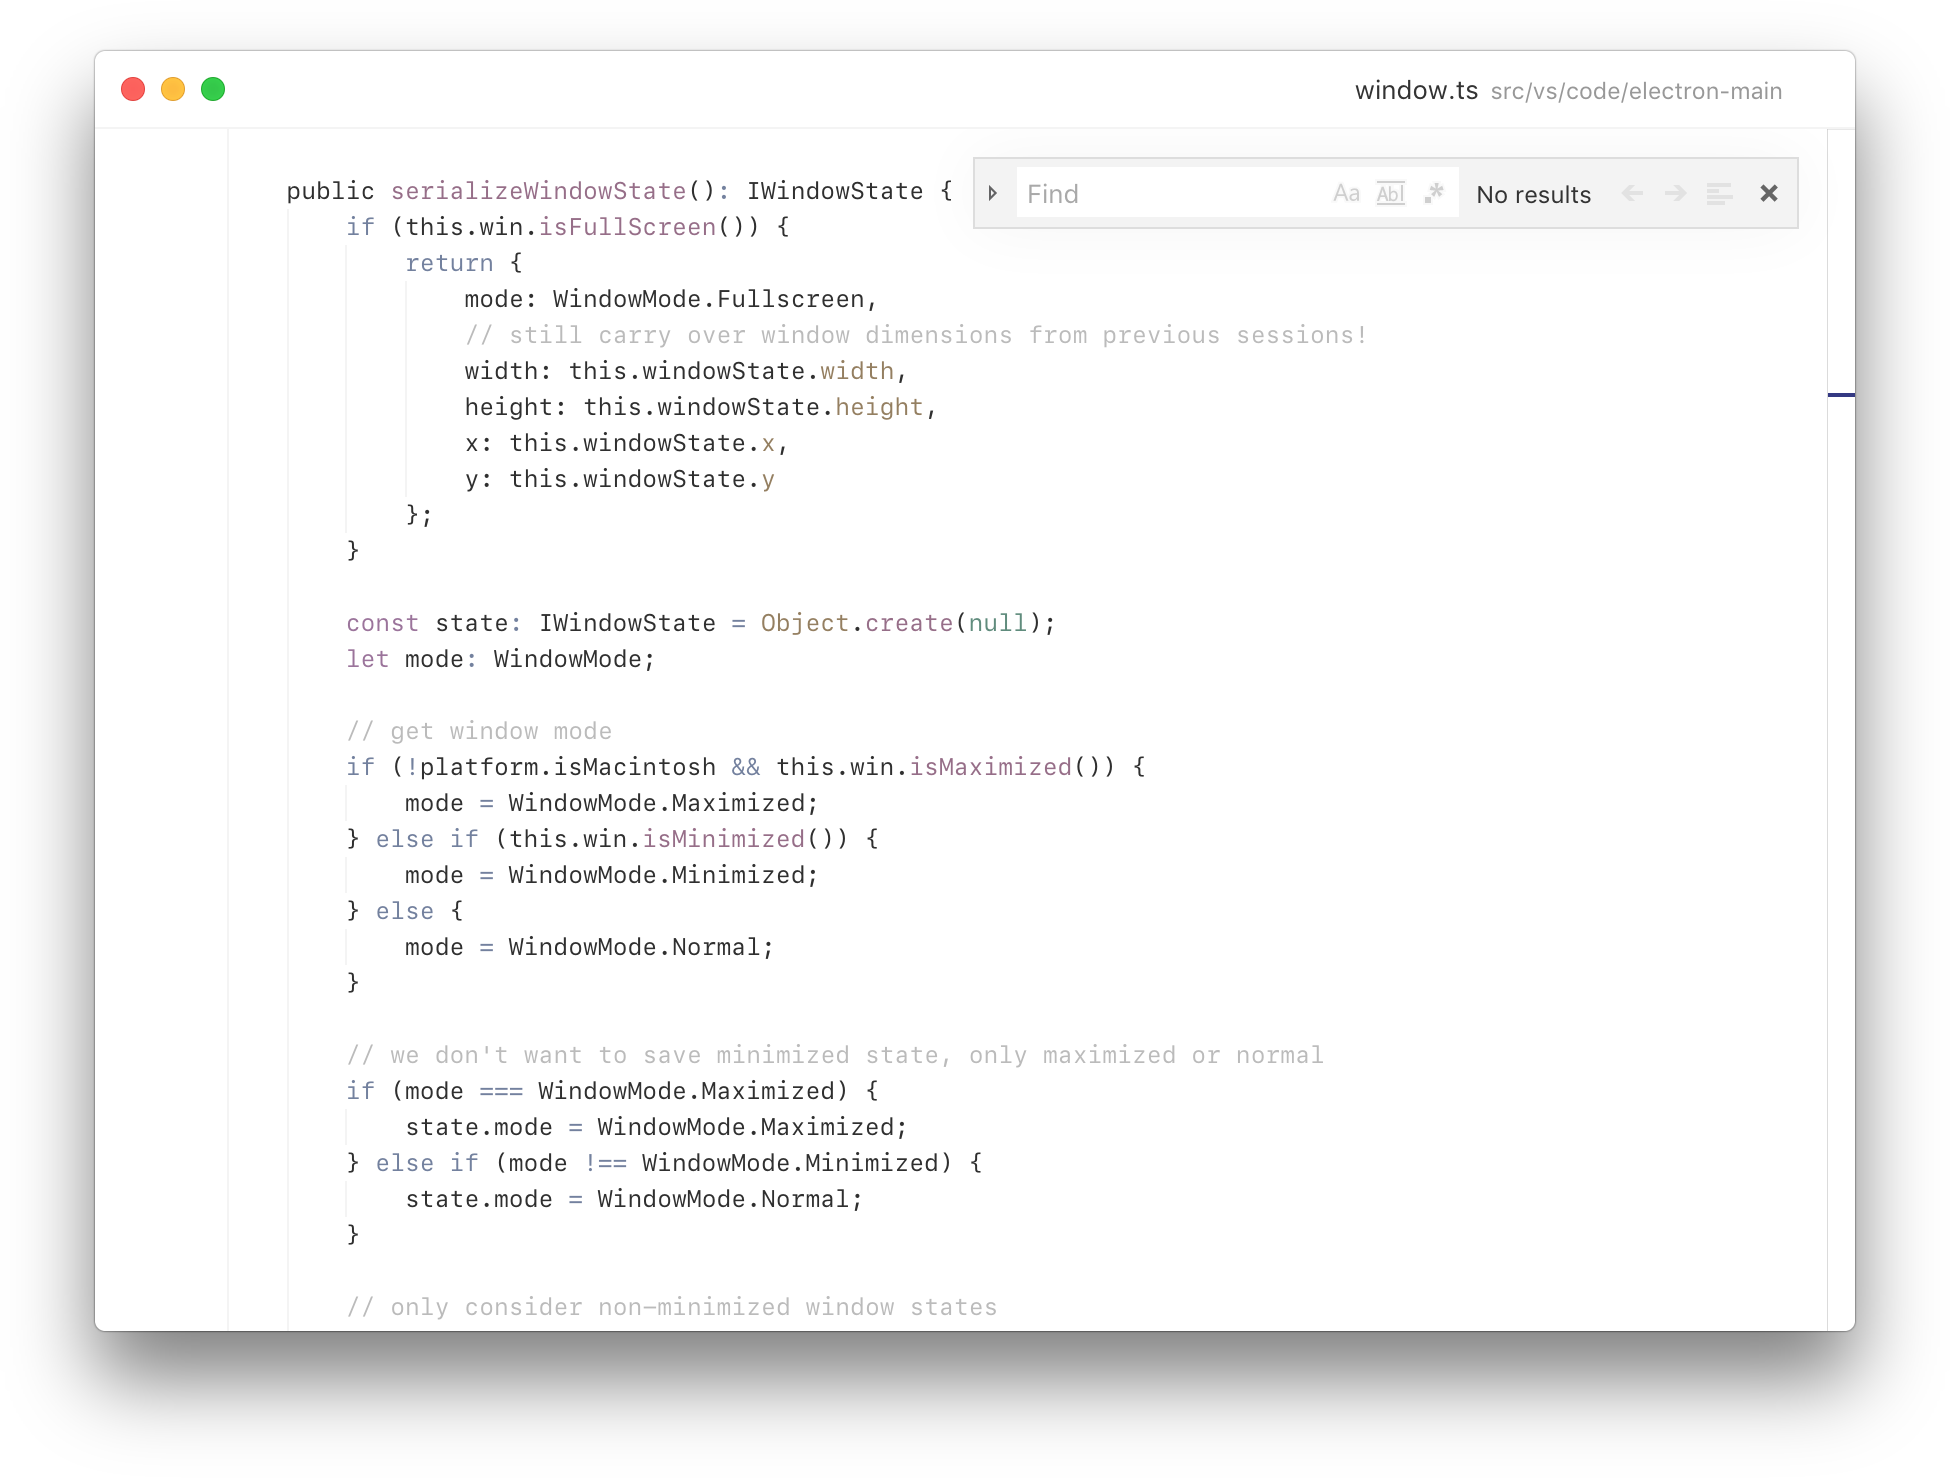 window.ts src/vs/code/electron-main
Find Aa Abl .* No results
public serializeWindowState(): IWindowState {
if (this.win.isFullScreen()) {
return {
mode: WindowMode.Fullscreen,
// still carry over window dimensions from previous sessions!
width: this.windowState.width,
height: this.windowState.height,
x: this.windowState.x,
y: this.windowState.y
};
}
const state: IWindowState = Object.create(null);
let mode: WindowMode;
// get window mode
if (!platform.isMacintosh && this.win.isMaximized()) {
mode = WindowMode.Maximized;
} else if (this.win.isMinimized()) {
mode = WindowMode.Minimized;
} else {
mode = WindowMode.Normal;
}
// we don't want to save minimized state, only maximized or normal
if (mode === WindowMode.Maximized) {
state.mode = WindowMode.Maximized;
} else if (mode !== WindowMode.Minimized) {
state.mode = WindowMode.Normal;
}
// only consider non-minimized window states